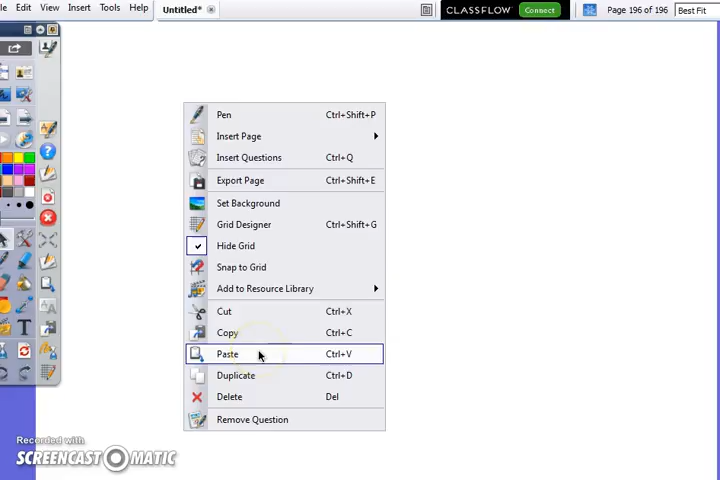 le Edit View Insert Tools Help
Untitled*
CLASSFLOW Connect
Page 196 of 196
Best Fit
Pen Ctrl+Shift+P
Insert Page
Insert Questions Ctrl+Q
Export Page Ctrl+Shift+E
Set Background
Grid Designer Ctrl+Shift+G
Hide Grid
Snap to Grid
Add to Resource Library
Cut Ctrl+X
Copy Ctrl+C
Paste Ctrl+V
Duplicate Ctrl+D
Delete Del
Remove Question
Recorded with
SCREENCAST MATIC